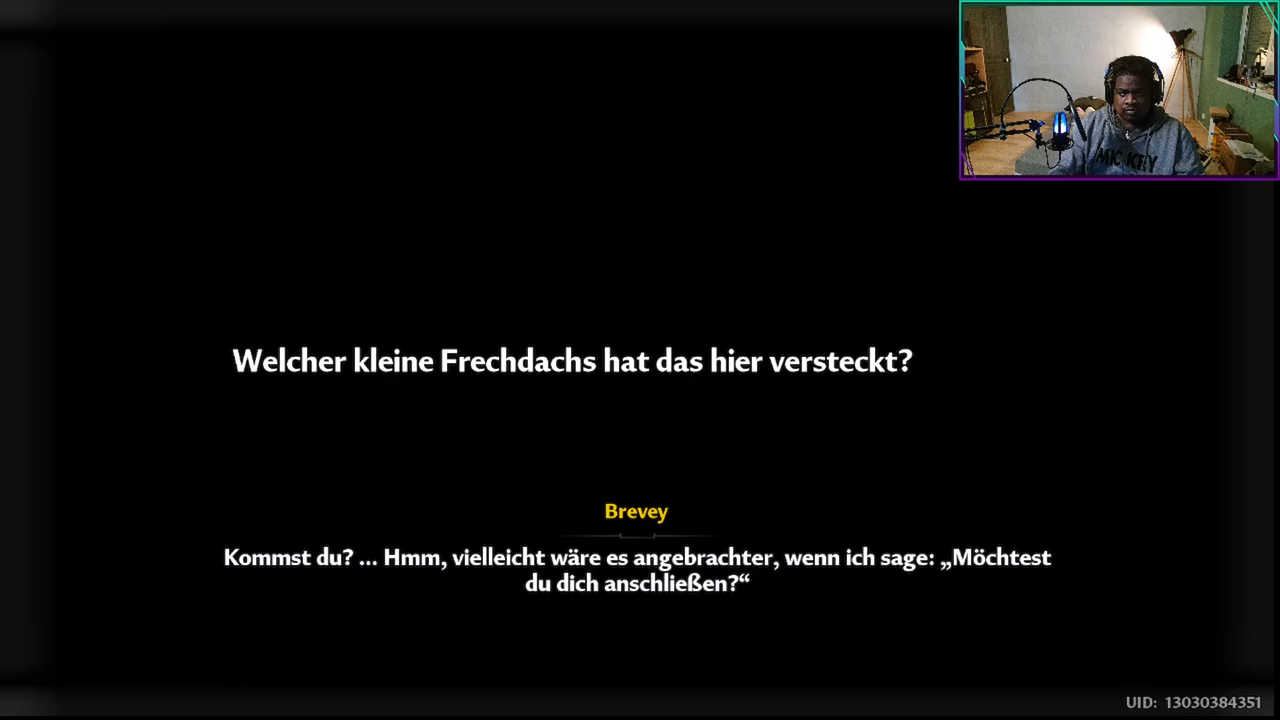 MICKEY
Welcher kleine Frechdachs hat das hier versteckt?
Brevey
Kommst du? ... Hmm, vielleicht wäre es angebrachter, wenn ich sage: „Möchtest
du dich anschließen?“
UID: 13030384351